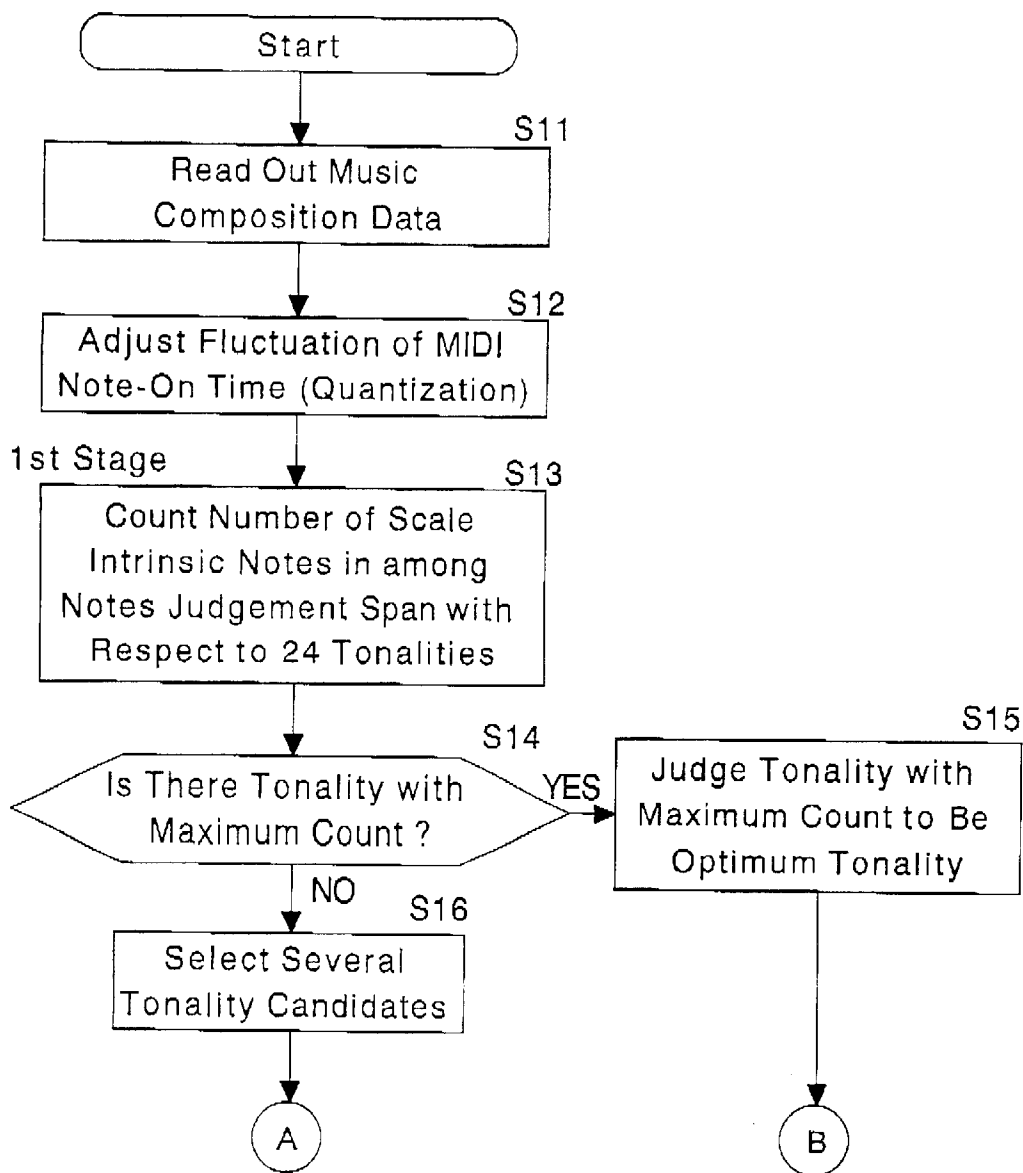 Start
S11
Read Out Music
Composition Data
S12
Adjust Fluctuation of MIDI
Note-On Time (Quantization)
1st Stage
S13
Count Number of Scale
Intrinsic Notes in among
Notes Judgement Span with
Respect to 24 Tonalities
S14
Is There Tonality with
Maximum Count ?
YES
S15
Judge Tonality with
Maximum Count to Be
Optimum Tonality
NO
S16
Select Several
Tonality Candidates
A
B